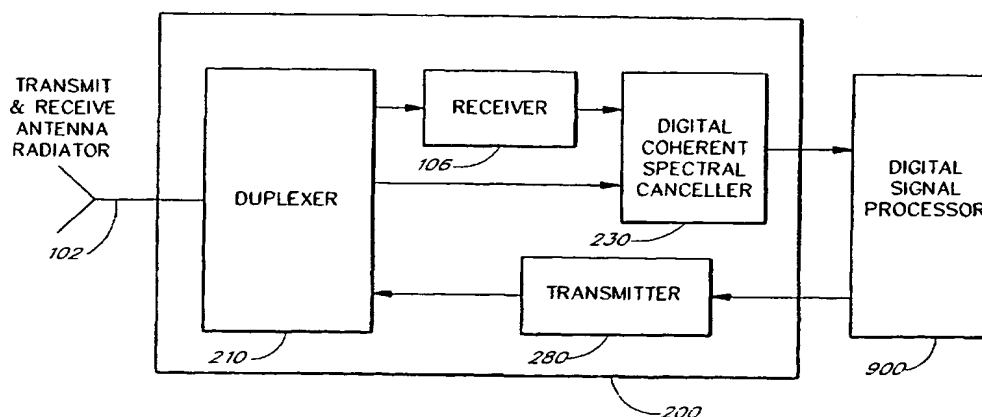 TRANSMIT
& RECEIVE
ANTENNA
RADIATOR
102
DUPLEXER
210
RECEIVER
106
DIGITAL
COHERENT
SPECTRAL
CANCELLER
230
TRANSMITTER
280
200
DIGITAL
SIGNAL
PROCESSOR
900